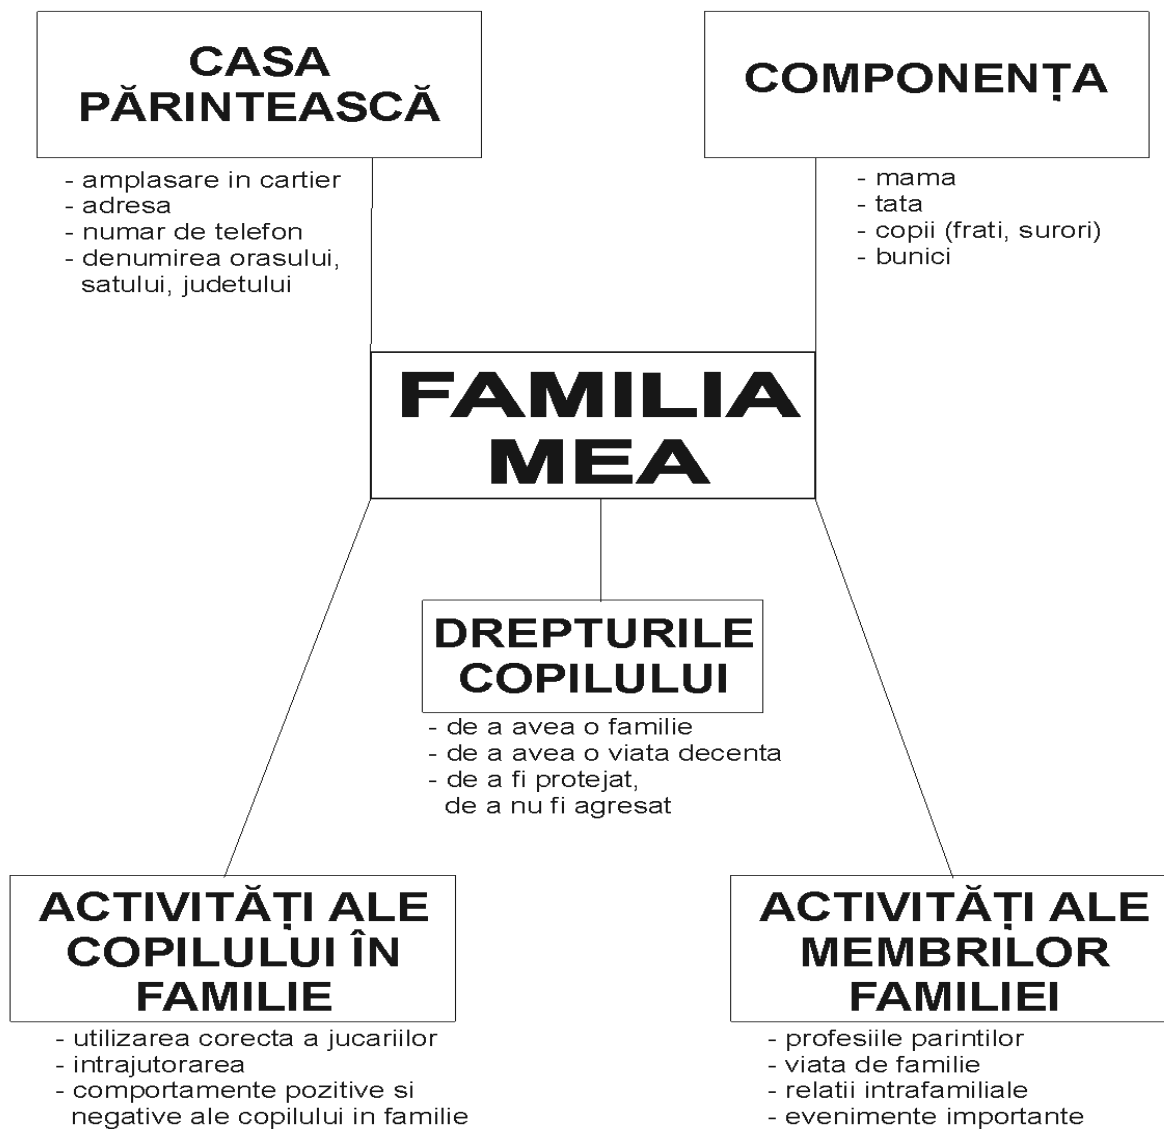 CASA
PĂRINTEASCĂ
- amplasare in cartier
- adresa
- numar de telefon
- denumirea orasului,
satului, judetului
COMPONENȚA
- mama
- tata
- copii (frati, surori)
- bunici
FAMILIA
MEA
DREPTURILE
COPILULUI
- de a avea o familie
- de a avea o viata decenta
- de a fi protejat,
de a nu fi agresat
ACTIVITĂȚI ALE
COPILULUI ÎN
FAMILIE
- utilizarea corecta a jucariilor
- intrajutorarea
- comportamente pozitive si
negative ale copilului in familie
ACTIVITĂȚI ALE
MEMBRILOR
FAMILIEI
- profesiile parintilor
- viata de familie
- relatii intrafamiliale
- evenimente importante